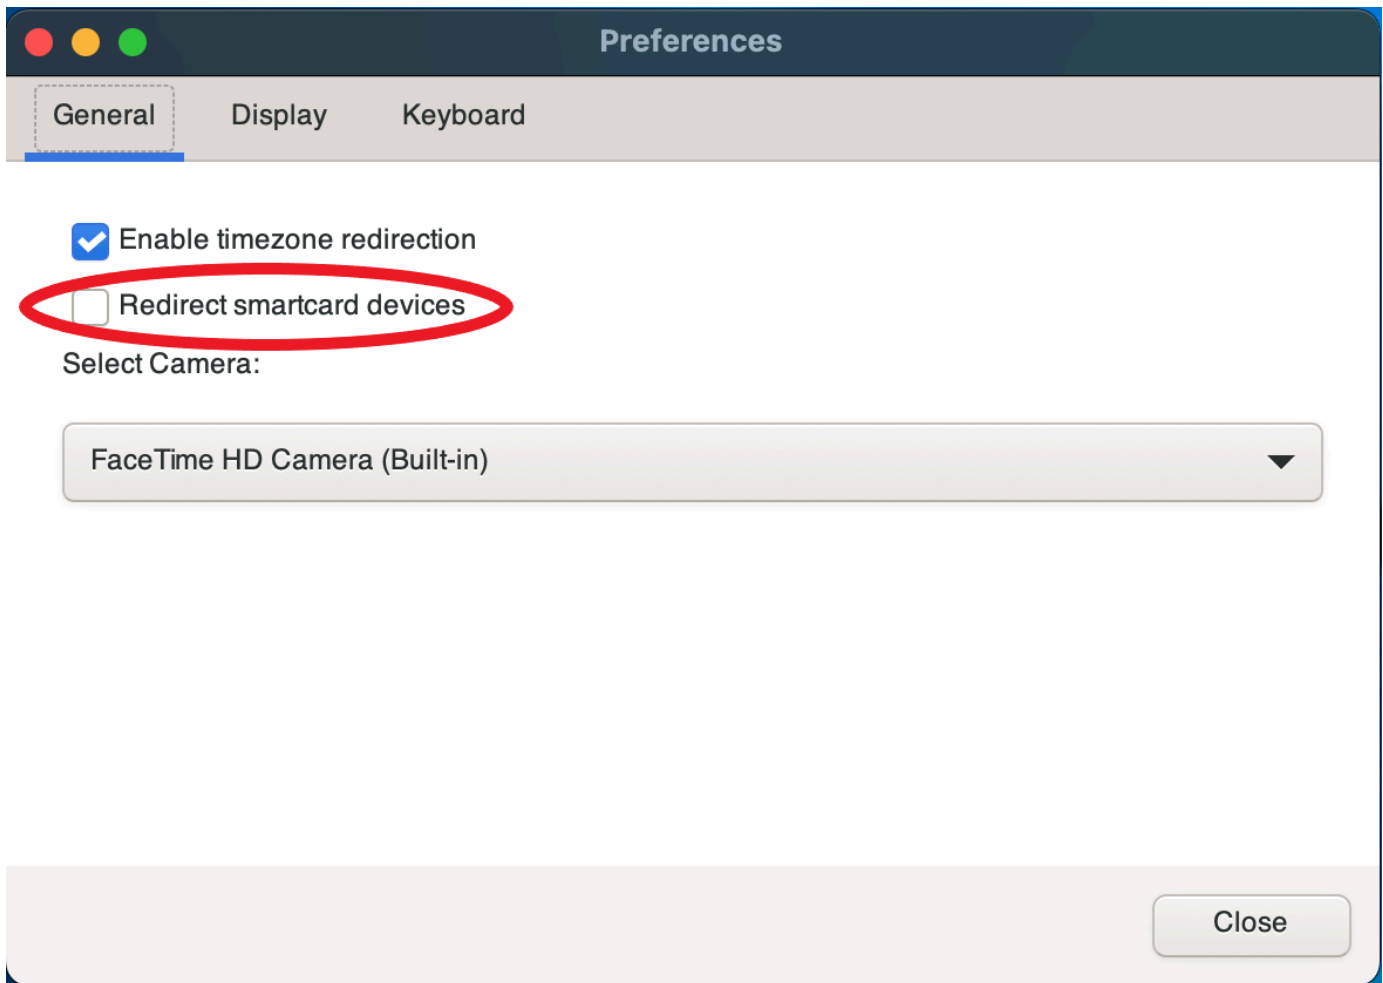 Preferences
General Display Keyboard
Enable timezone redirection
Redirect smartcard devices
Select Camera:
FaceTime HD Camera (Built-in)
Close